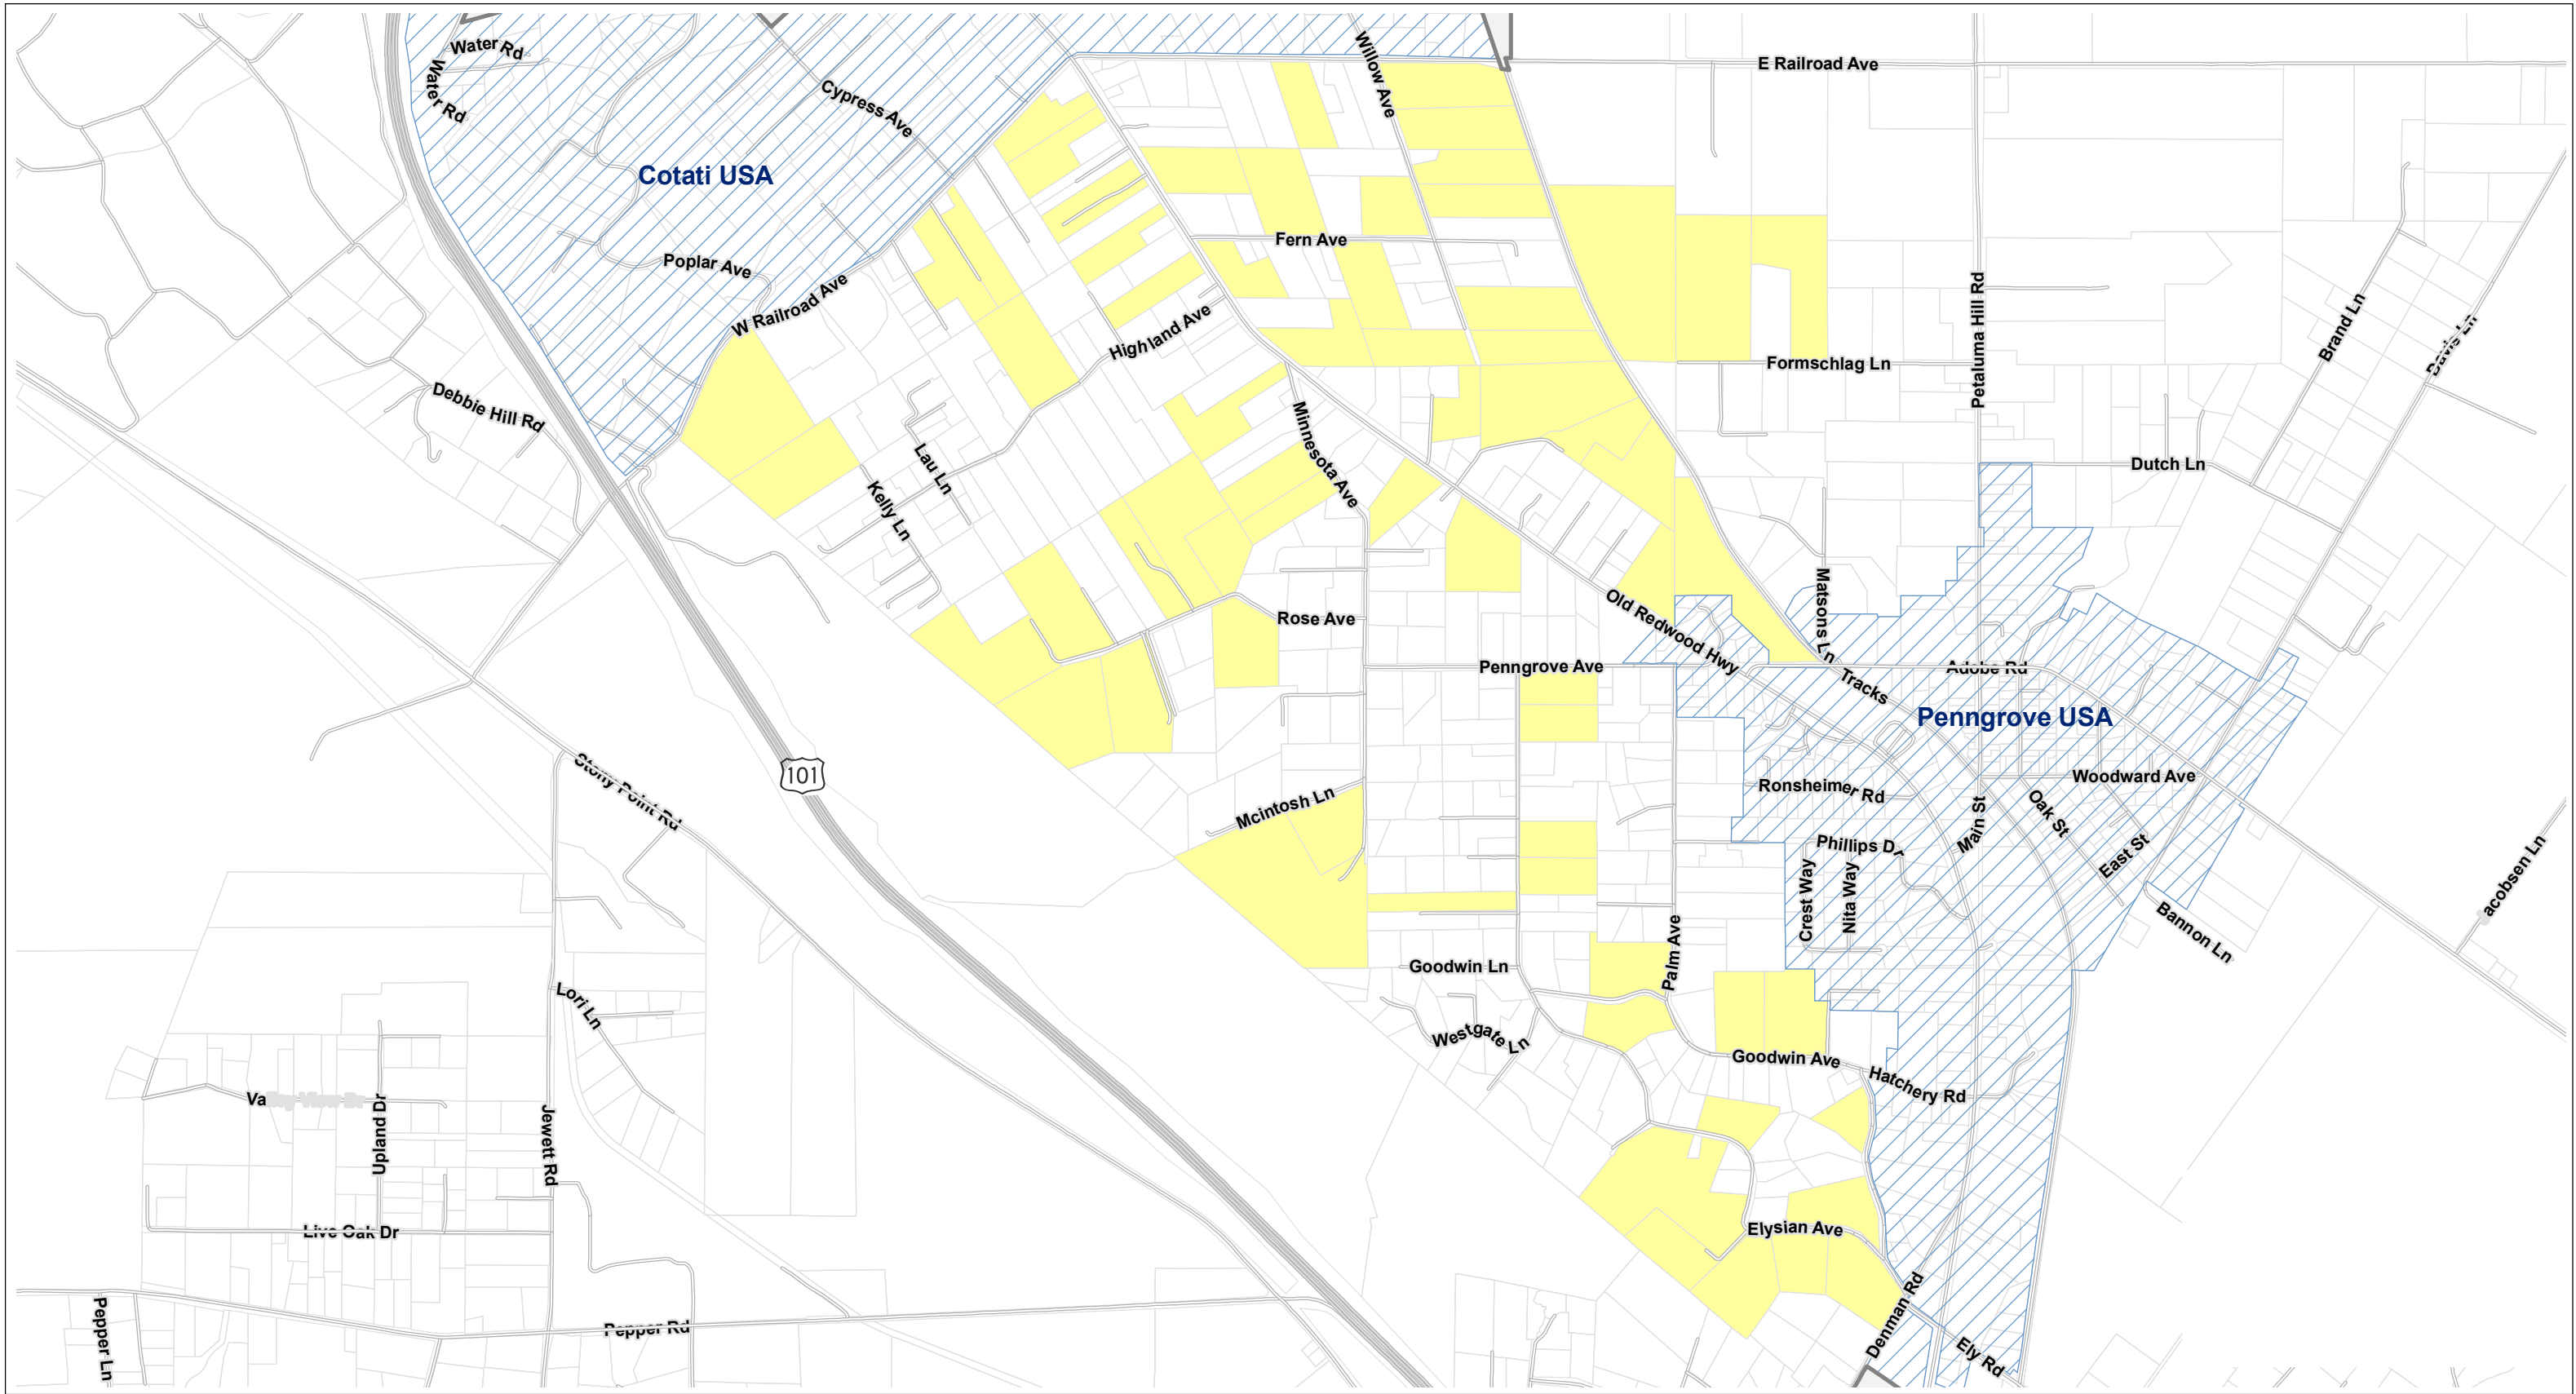 Water Rd
Water Rd
Willow Ave
E Railroad Ave
Cypress Ave
Cotati USA
Fern Ave
Poplar Ave
W Railroad Ave
Petaluma Hill Rd
Brand Ln
Davis Ln
Highland Ave
Formschlag Ln
Debbie Hill Rd
Minnesota Ave
Lau Ln
Kelly Ln
Dutch Ln
Matsons Ln
Old Redwood Hwy
Rose Ave
Penngrove Ave
Adobe Rd
Tracks
Penngrove USA
101
Stony Point Rd
Woodward Ave
Ronsheimer Rd
Mcintosh Ln
Main St
Oak St
East St
Phillips Dr
Crest Way
Nita Way
acobsen Ln
Bannon Ln
Palm Ave
Goodwin Ln
Lori Ln
Westgate Ln
Goodwin Ave
Hatchery Rd
Va
Upland Dr
Jewett Rd
Live Oak Dr
Elysian Ave
Denman Rd
Ely Rd
Pepper Ln
Pepper Rd